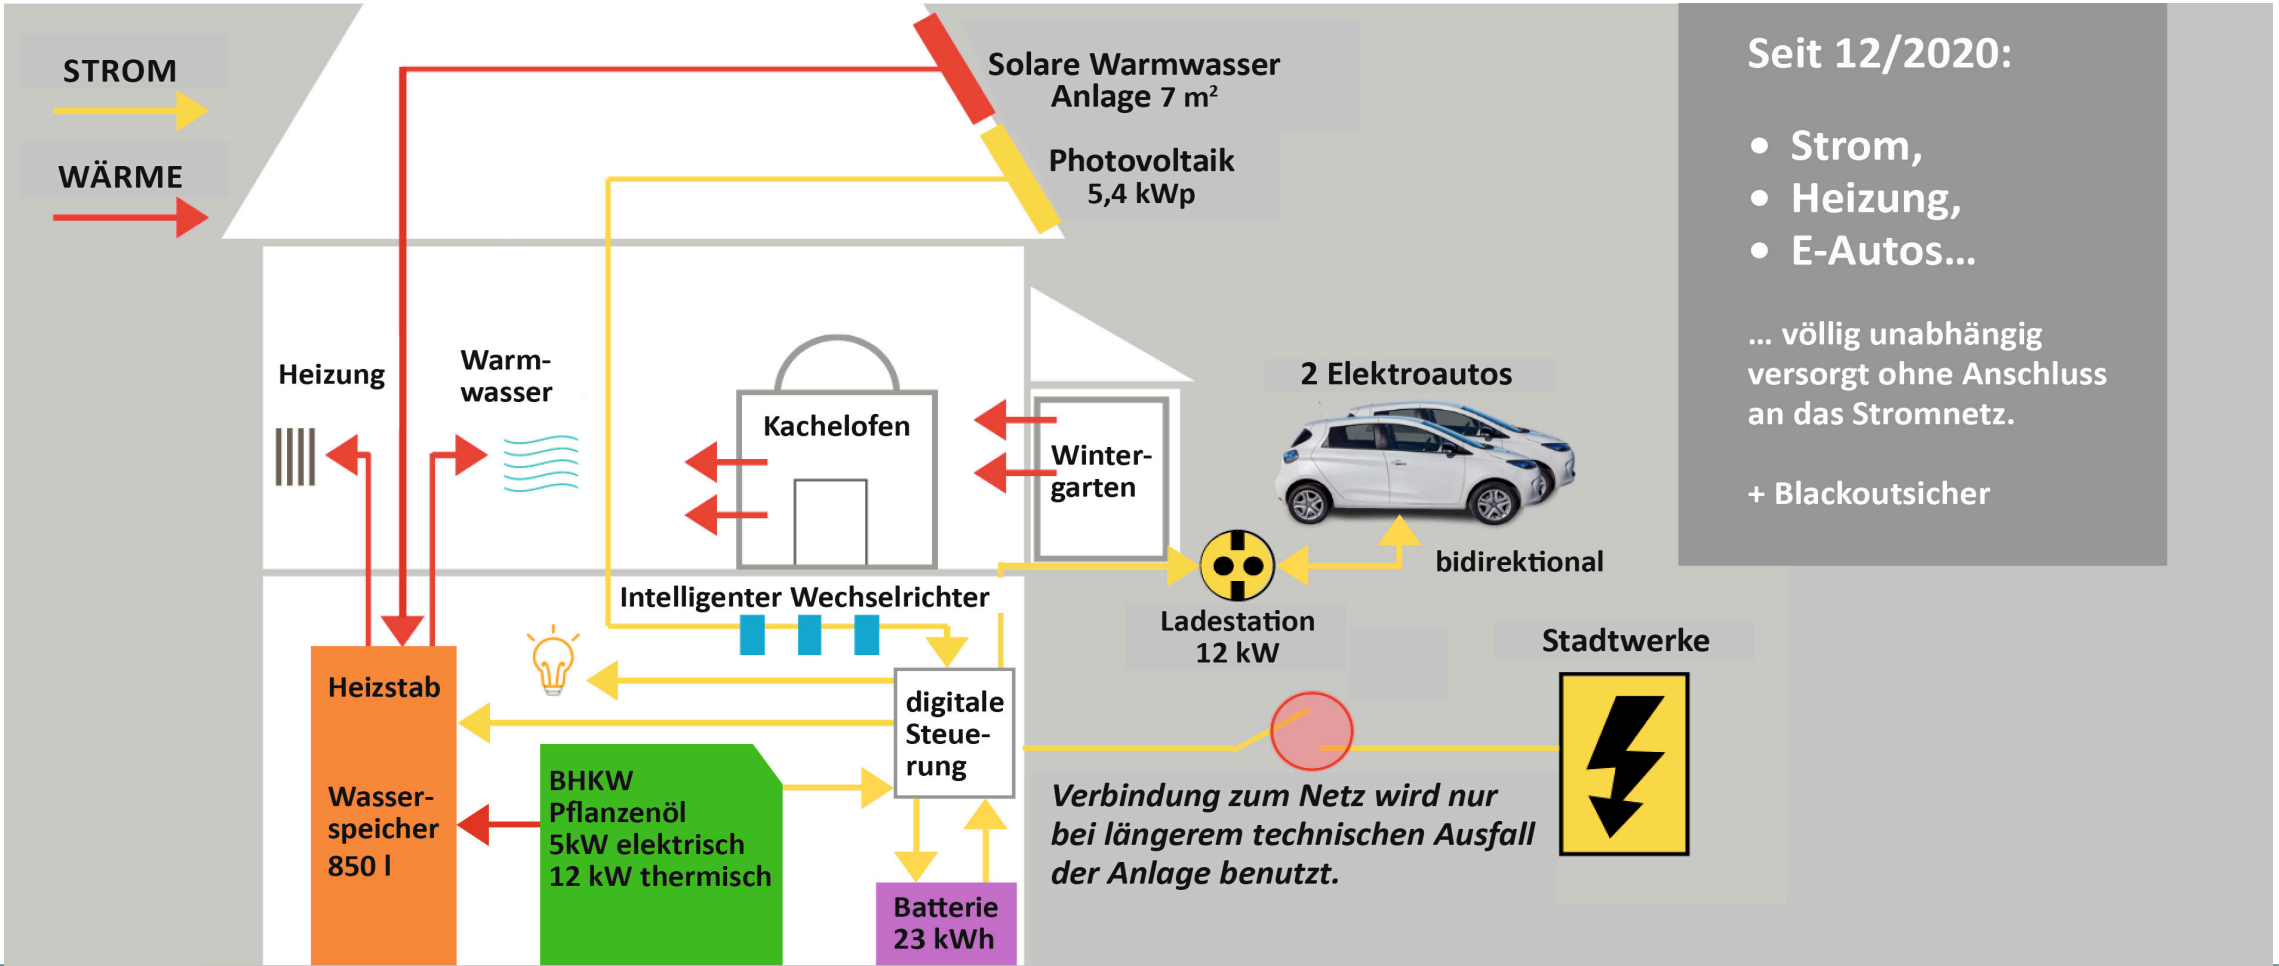 STROM
WÄRME
Solare Warmwasser
Anlage 7 m²
Photovoltaik
5,4 kWp
Seit 12/2020:
• Strom,
• Heizung,
• E-Autos...
... völlig unabhängig
versorgt ohne Anschluss
an das Stromnetz.
+ Blackoutsicher
Heizung
Warm-
wasser
Kachelofen
Winter-
garten
2 Elektroautos
bidirektional
Ladestation
12 kW
Intelligenter Wechselrichter
Stadtwerke
Heizstab
Wasser-
speicher
850 l
BHKW
Pflanzenöl
5kW elektrisch
12 kW thermisch
digitale
Steue-
rung
Batterie
23 kWh
Verbindung zum Netz wird nur
bei längerem technischen Ausfall
der Anlage benutzt.